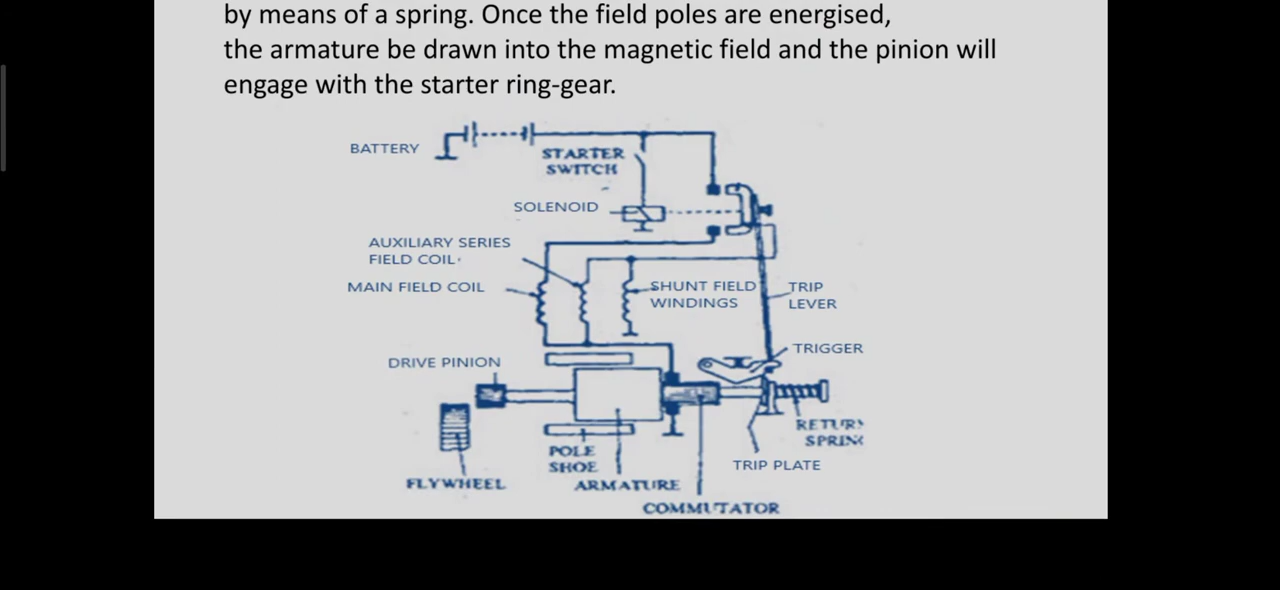 by means of a spring. Once the field poles are energised,
the armature be drawn into the magnetic field and the pinion will
engage with the starter ring-gear.
BATTERY
STARTER
SWITCH
SOLENOID
AUXILIARY SERIES
FIELD COIL
MAIN FIELD COIL
SHUNT FIELD
WINDINGS
TRIP
LEVER
TRIGGER
DRIVE PINION
RETURN
SPRING
POLE
SHOE
TRIP PLATE
FLYWHEEL
ARMATURE
COMMUTATOR